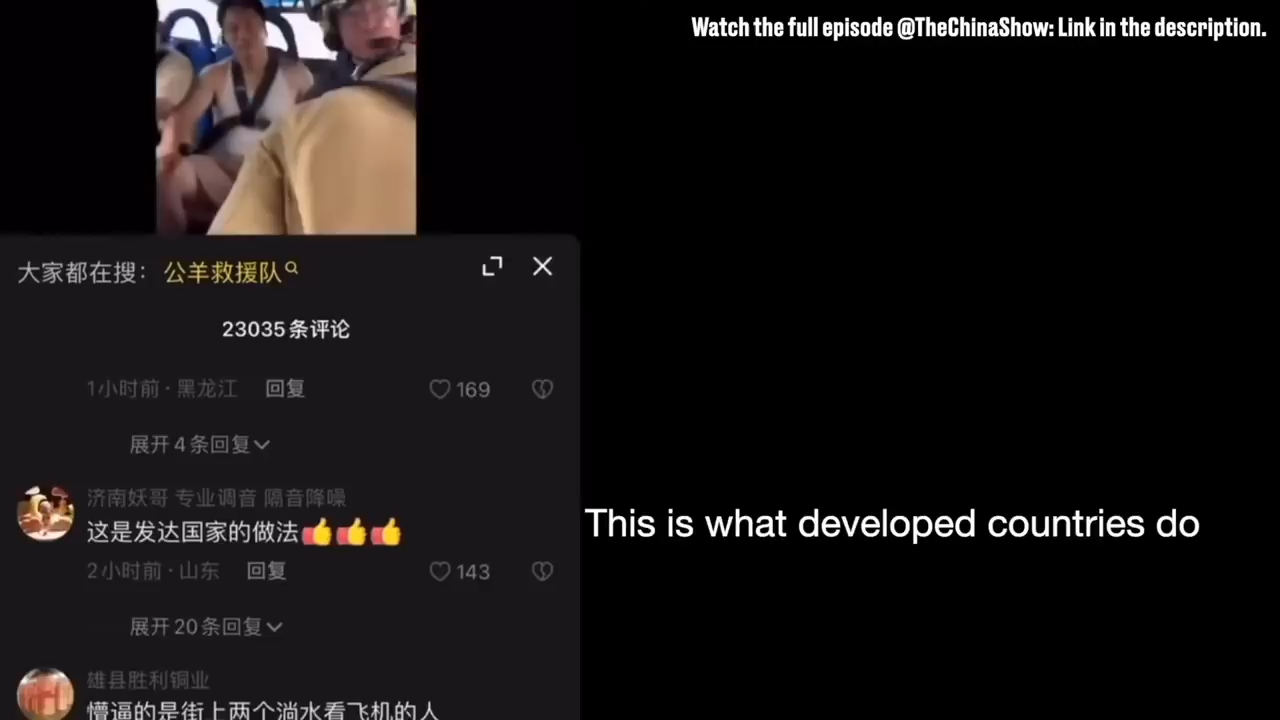 Watch the full episode @TheChinaShow: Link in the description.
大家都在搜：公羊救援队
23035条评论
1小时前·黑龙江 回复 169
展开4条回复
济南妖哥 专业调音 隔音降噪
这是发达国家的做法👍👍👍
This is what developed countries do
2小时前·山东 回复 143
展开20条回复
雄县胜利铜业
懵逼的是街上两个淌水看飞机的人